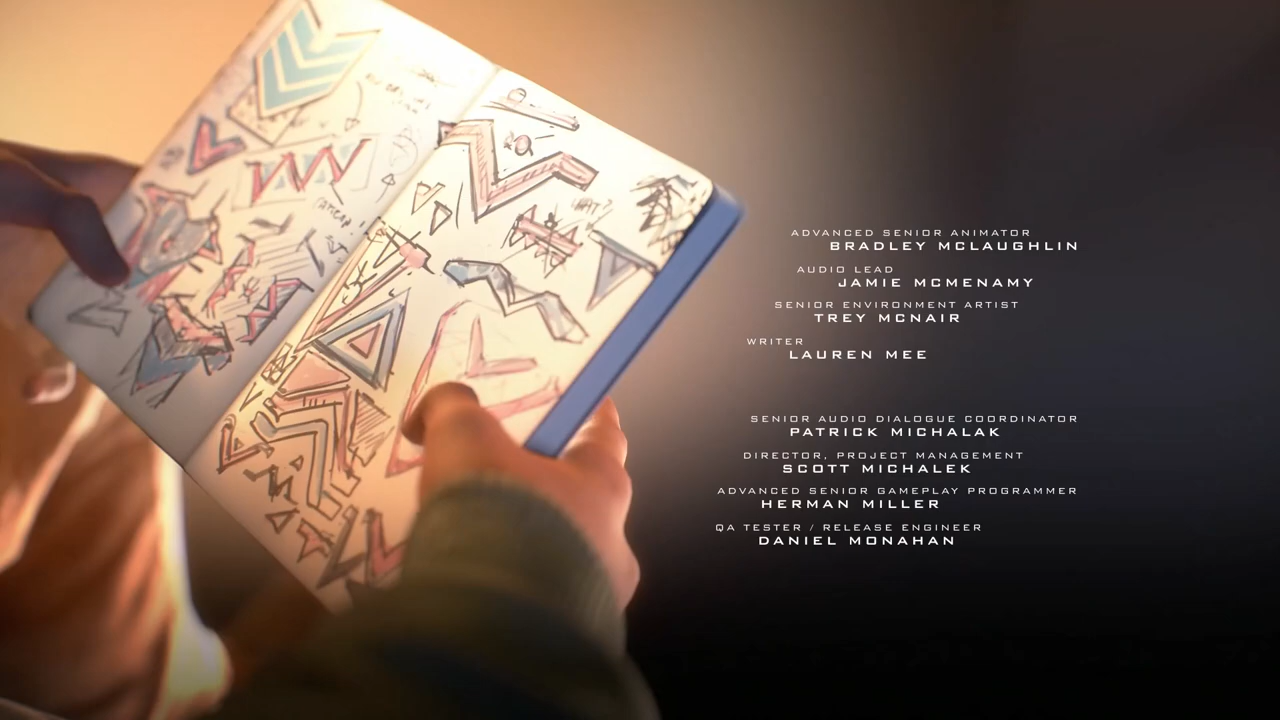 ADVANCED SENIOR ANIMATOR
BRADLEY MCLAUGHLIN
AUDIO LEAD
JAMIE MCMENAMY
SENIOR ENVIRONMENT ARTIST
TREY MCNAIR
WRITER
LAUREN MEE
SENIOR AUDIO DIALOGUE COORDINATOR
PATRICK MICHALAK
DIRECTOR, PROJECT MANAGEMENT
SCOTT MICHALEK
ADVANCED SENIOR GAMEPLAY PROGRAMMER
HERMAN MILLER
QA TESTER / RELEASE ENGINEER
DANIEL MONAHAN